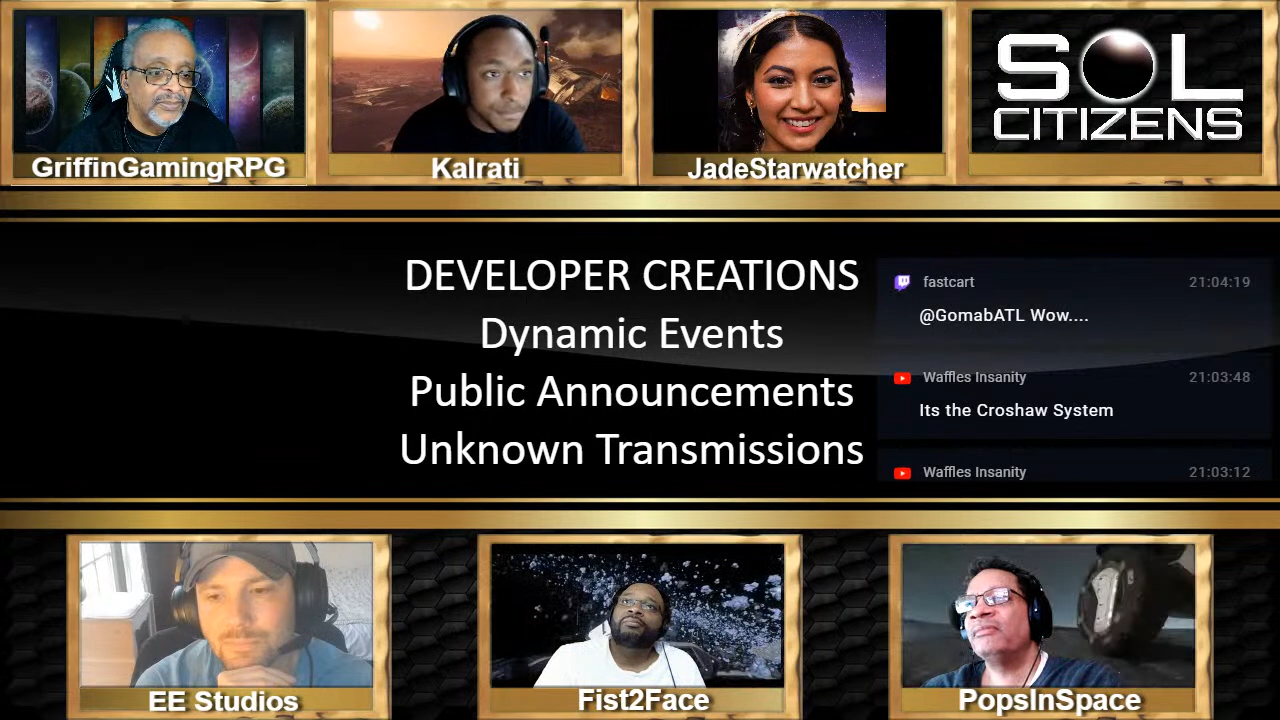 SOL
CITIZENS
GriffinGamingRPG
Kalrati
JadeStarwatcher
DEVELOPER CREATIONS
Dynamic Events
Public Announcements
Unknown Transmissions
fastcart 21:04:19
@GomabATL Wow....
Waffles Insanity 21:03:48
Its the Croshaw System
Waffles Insanity 21:03:12
EE Studios
Fist2Face
PopsInSpace